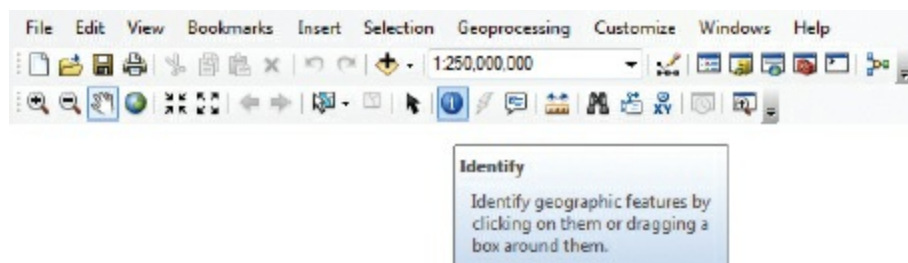 File Edit View Bookmarks Insert Selection Geoprocessing Customize Windows Help
1:250,000,000
XY
Identify
Identify geographic features by
clicking on them or dragging a
box around them.